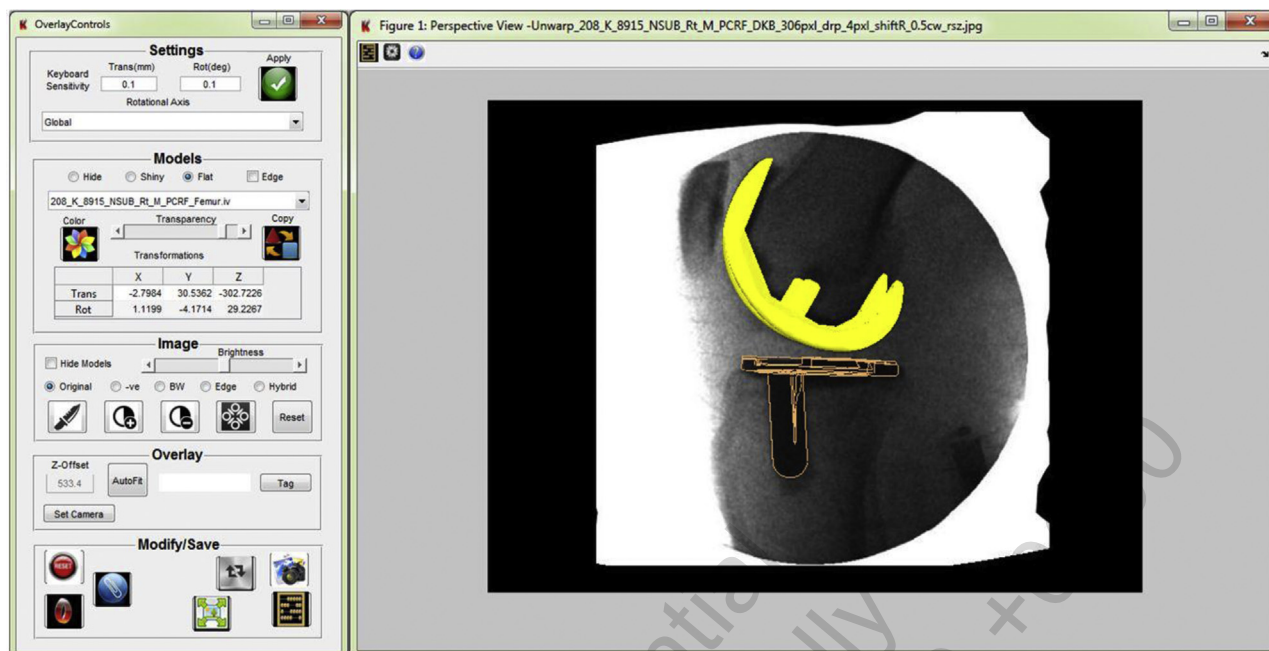 OverlayControls
Settings
Keyboard Sensitivity
Trans(mm) Rot(deg) Apply
0.1 0.1
Rotational Axis
Global
Models
Hide Shiny Flat Edge
208_K_8915_NSUB_Rt_M_PCRF_Femur.iv
Color Transparency Copy
Transformations
X Y Z
Trans -2.7984 30.5362 -302.7226
Rot 1.1199 -4.1714 29.2267
Image
Hide Models Brightness
Original -ve BW Edge Hybrid
Reset
Overlay
Z-Offset
533.4 AutoFit Tag
Set Camera
Modify/Save
RESET
Figure 1: Perspective View -Unwarp_208_K_8915_NSUB_Rt_M_PCRF_DKB_306pxl_drp_4pxl_shiftR_0.5cw_rsz.jpg